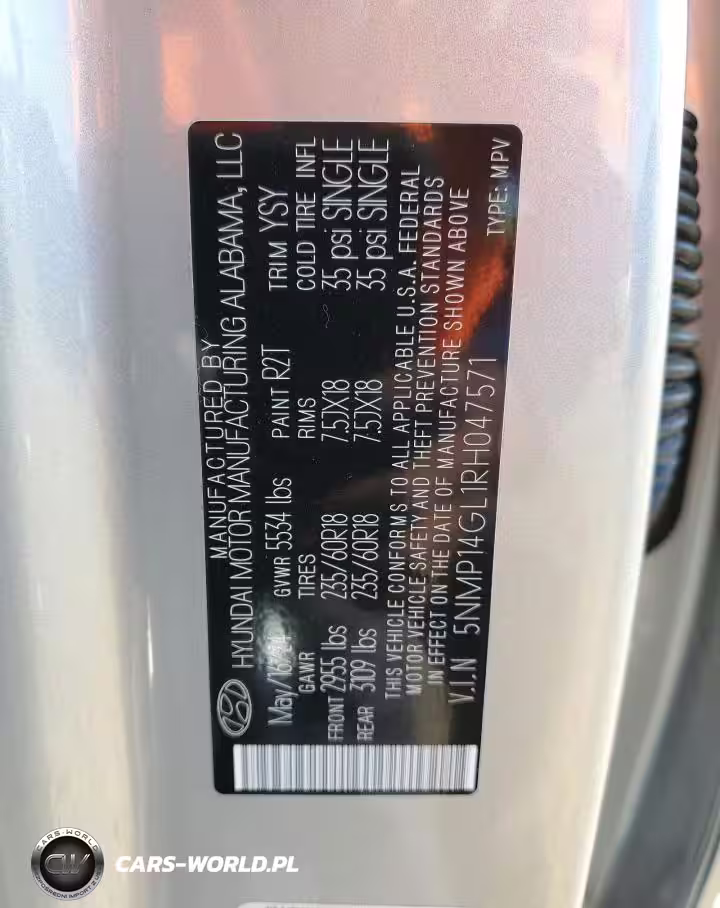 MANUFACTURED BY
HYUNDAI MOTOR MANUFACTURING ALABAMA, LLC
May/16/24 GVWR 5534 lbs PAINT R2T TRIM YSY
GAWR TIRES RIMS COLD TIRE INFL
FRONT 2955 lbs 235/60R18 7.5JX18 35 psi SINGLE
REAR 3109 lbs 235/60R18 7.5JX18 35 psi SINGLE
THIS VEHICLE CONFORMS TO ALL APPLICABLE U.S.A. FEDERAL
MOTOR VEHICLE SAFETY AND THEFT PREVENTION STANDARDS
IN EFFECT ON THE DATE OF MANUFACTURE SHOWN ABOVE
V.I.N 5NMP14GL1RH047571 TYPE: MPV
CARS-WORLD
CW
CARS-WORLD.PL